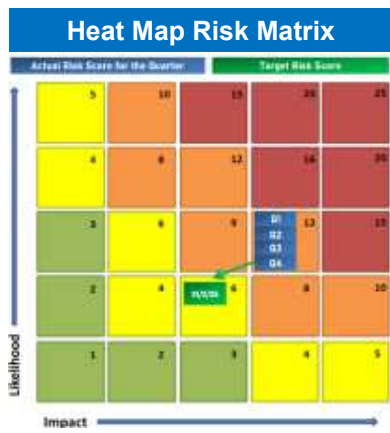 Heat Map Risk Matrix
Actual Risk Score for the Quarter Target Risk Score
5 10 15 20 25
4 8 12 16 20
3 6 9 12 15
Q1
Q2
Q3
Q4
2 4 6 8 10
1 2 3 4 5
Likelihood
Impact